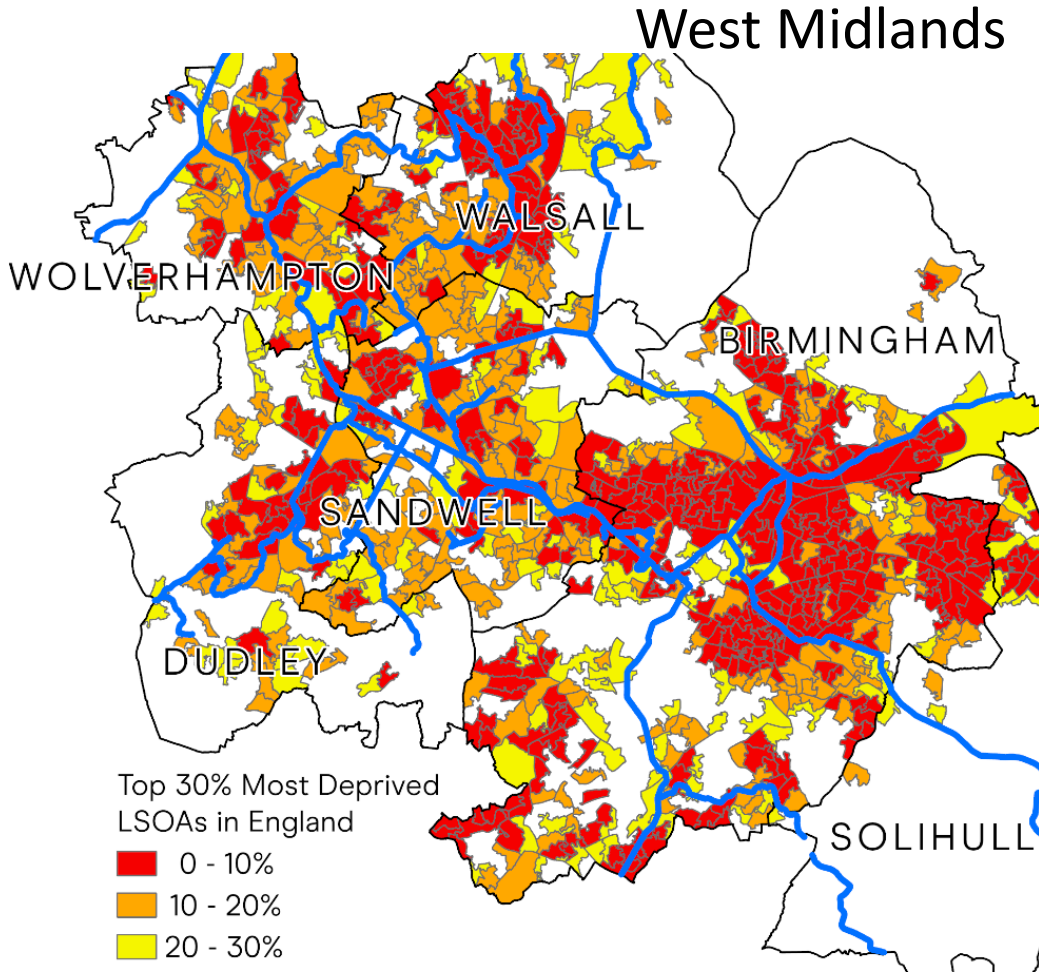 West Midlands
WALSALL
WOLVERHAMPTON
BIRMINGHAM
SANDWELL
DUDLEY
Top 30% Most Deprived
LSOAs in England
0 - 10%
10 - 20%
20 - 30%
SOLIHULL